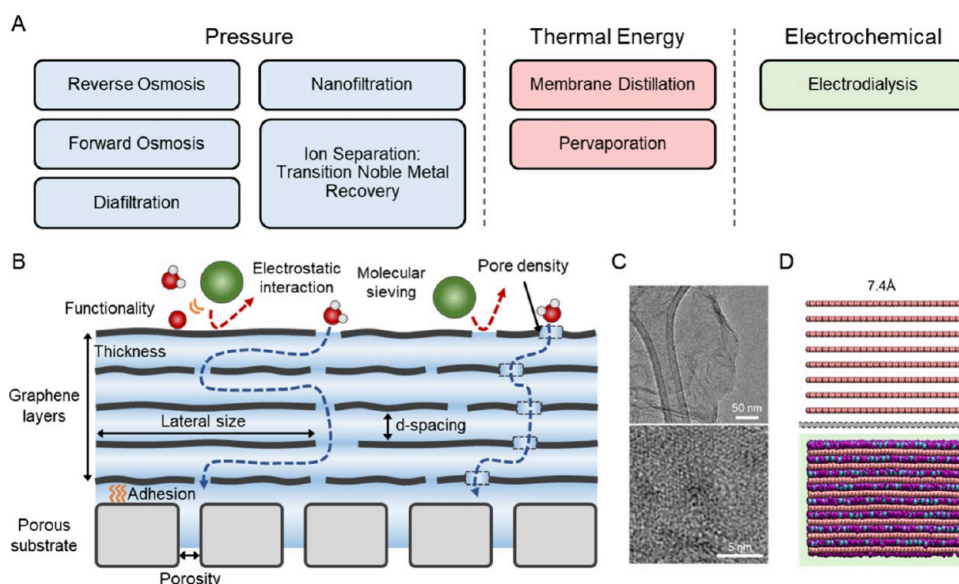 A
Pressure
Thermal Energy
Electrochemical
Reverse Osmosis
Nanofiltration
Membrane Distillation
Electrodialysis
Forward Osmosis
Ion Separation:
Transition Noble Metal
Recovery
Pervaporation
Diafiltration
B
Electrostatic
interaction
Molecular
sieving
Pore density
Functionality
Thickness
Graphene
layers
Lateral size
d-spacing
Adhesion
Porous
substrate
Porosity
C
50 nm
5 nm
D
7.4Å